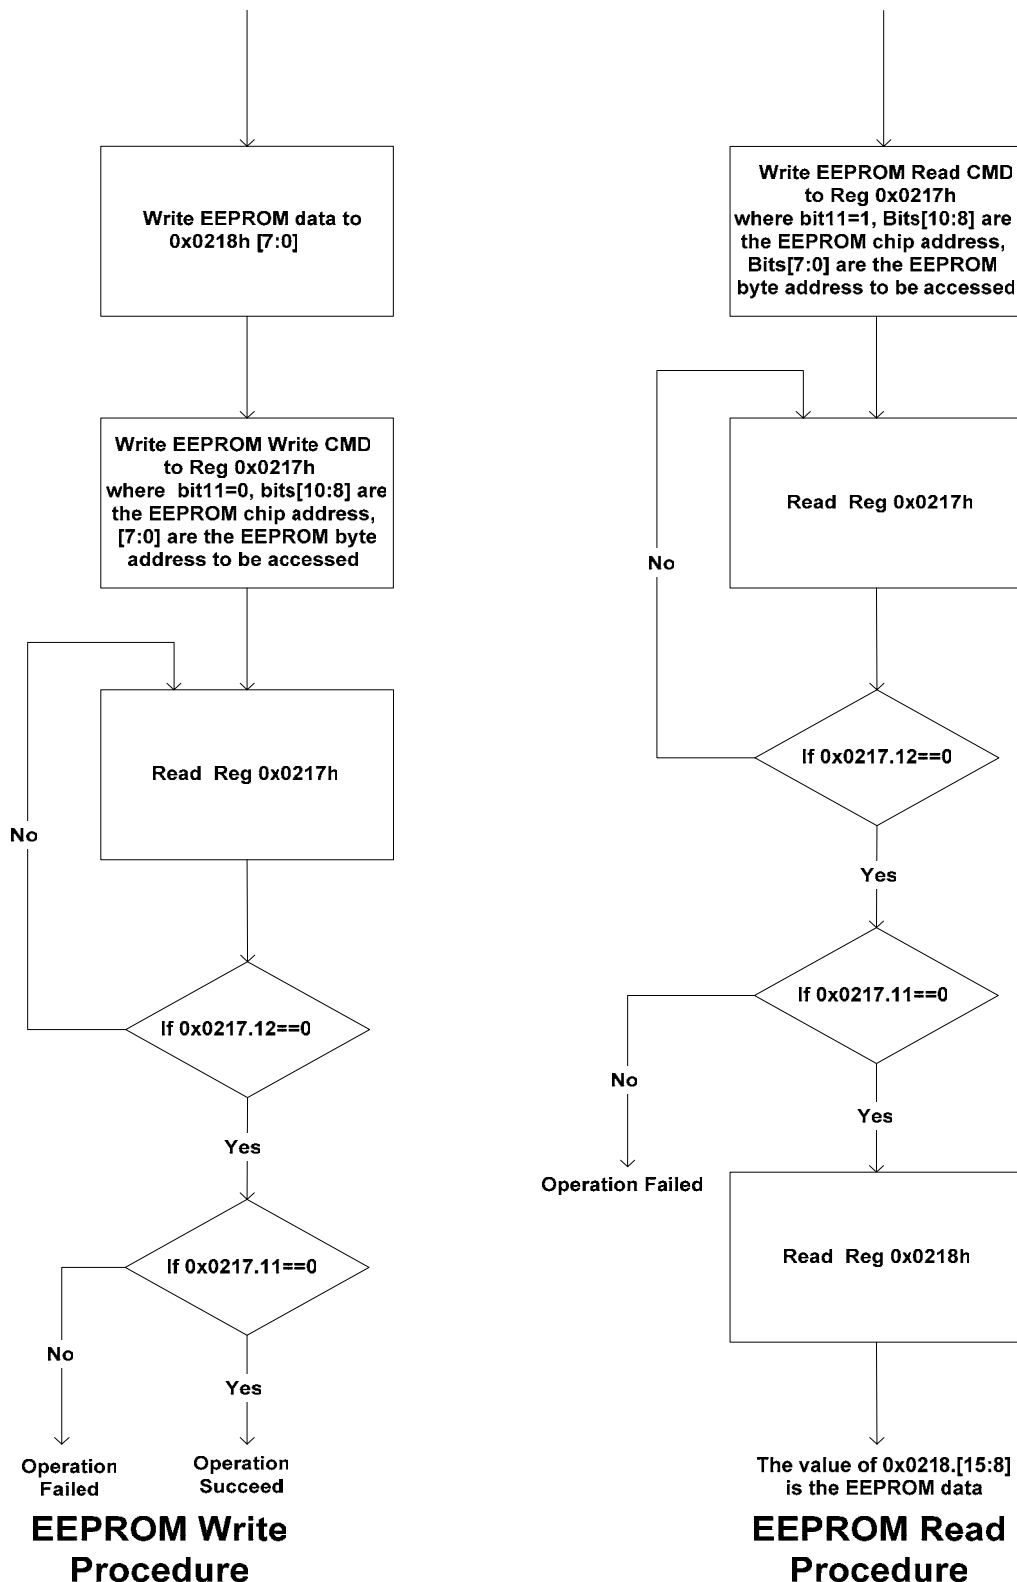 Write EEPROM data to
0x0218h [7:0]
Write EEPROM Write CMD
to Reg 0x0217h
where bit11=0, bits[10:8] are
the EEPROM chip address,
[7:0] are the EEPROM byte
address to be accessed
Read Reg 0x0217h
No
If 0x0217.12==0
Yes
If 0x0217.11==0
No
Yes
Operation
Failed
Operation
Succeed
EEPROM Write
Procedure
Write EEPROM Read CMD
to Reg 0x0217h
where bit11=1, Bits[10:8] are
the EEPROM chip address,
Bits[7:0] are the EEPROM
byte address to be accessed
Read Reg 0x0217h
No
If 0x0217.12==0
Yes
If 0x0217.11==0
No
Yes
Operation Failed
Read Reg 0x0218h
The value of 0x0218.[15:8]
is the EEPROM data
EEPROM Read
Procedure